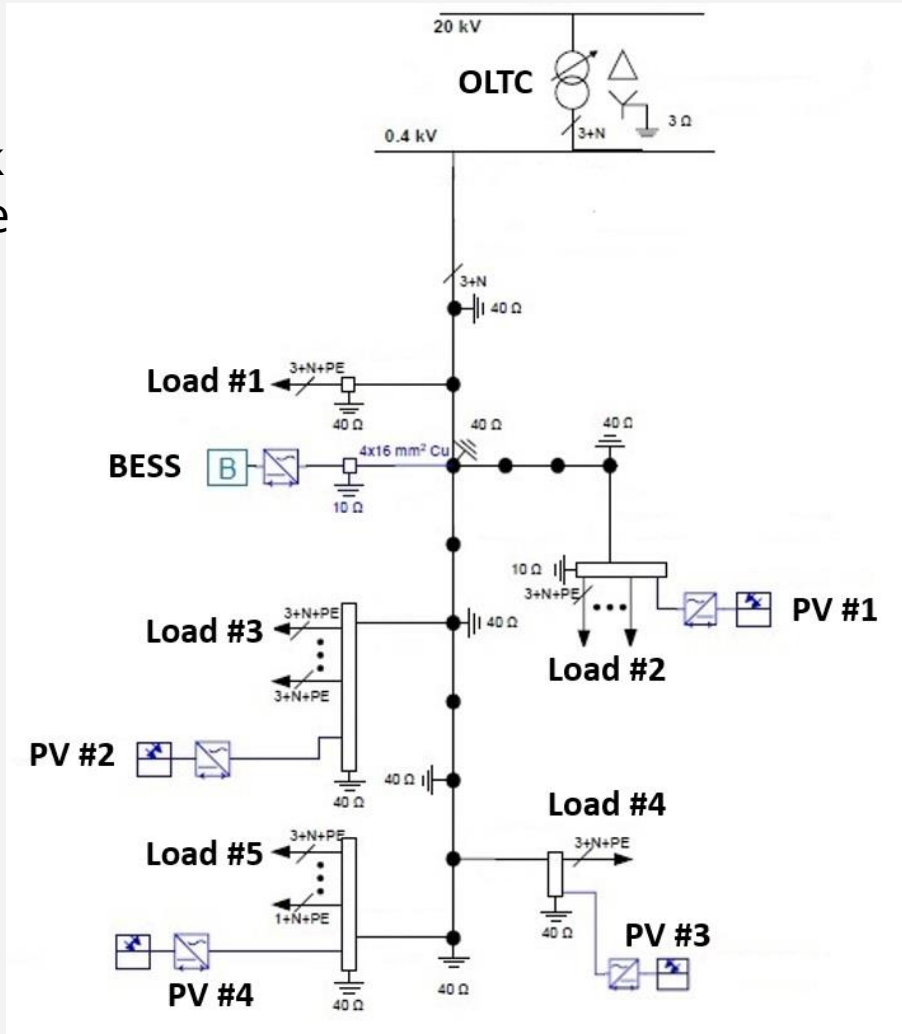 20 kV
OLTC
3 Ω
3+N
0.4 kV
3+N
40 Ω
3+N+PE
Load #1
40 Ω
40 Ω
40 Ω
4x16 mm² Cu
BESS
B
10 Ω
10 Ω
3+N+PE
PV #1
Load #2
3+N+PE
Load #3
40 Ω
3+N+PE
PV #2
40 Ω
40 Ω
Load #4
3+N+PE
Load #5
3+N+PE
1+N+PE
40 Ω
PV #3
PV #4
40 Ω
40 Ω
e